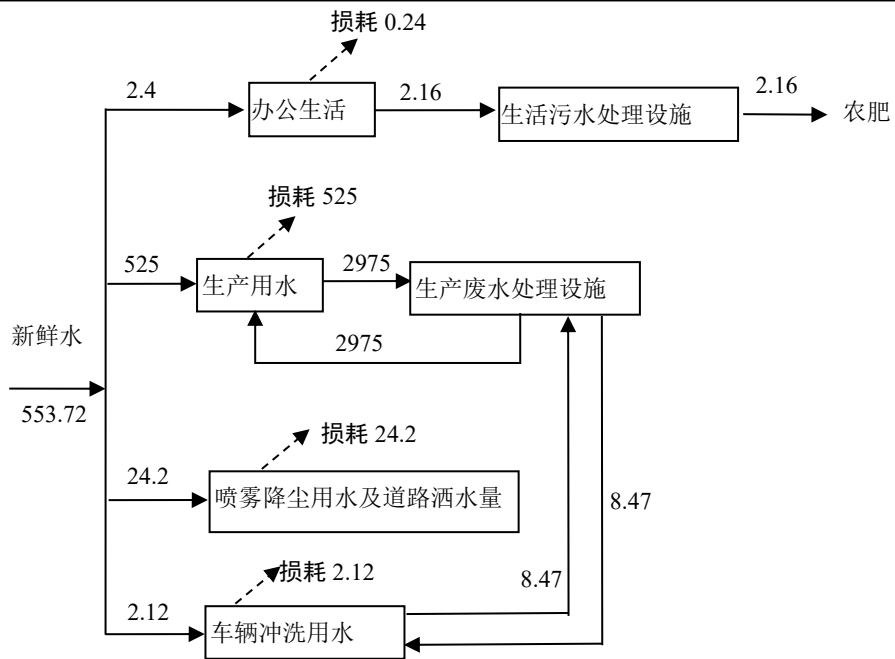 损耗 0.24
2.4
办公生活
2.16
生活污水处理设施
2.16
农肥
损耗 525
525
生产用水
2975
生产废水处理设施
2975
新鲜水
553.72
损耗 24.2
24.2
喷雾降尘用水及道路洒水量
8.47
损耗 2.12
8.47
2.12
车辆冲洗用水